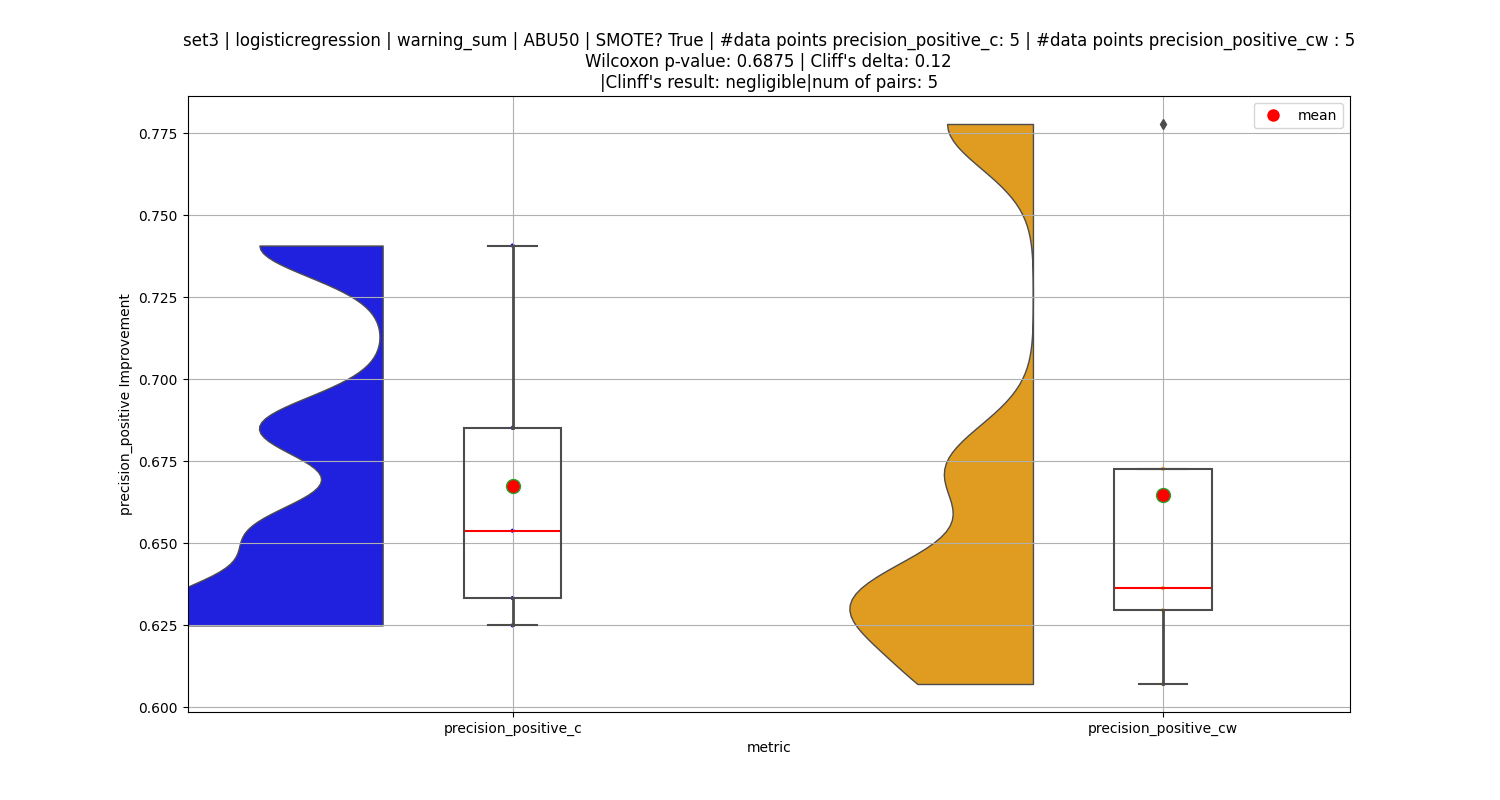 set3 | logisticregression | warning_sum | ABU50 | SMOTE? True | #data points precision_positive_c: 5 | #data points precision_positive_cw : 5
Wilcoxon p-value: 0.6875 | Cliff's delta: 0.12
|Clinff's result: negligible|num of pairs: 5
mean
0.775
0.750
0.725
0.700
0.675
0.650
0.625
0.600
precision_positive Improvement
precision_positive_c
precision_positive_cw
metric